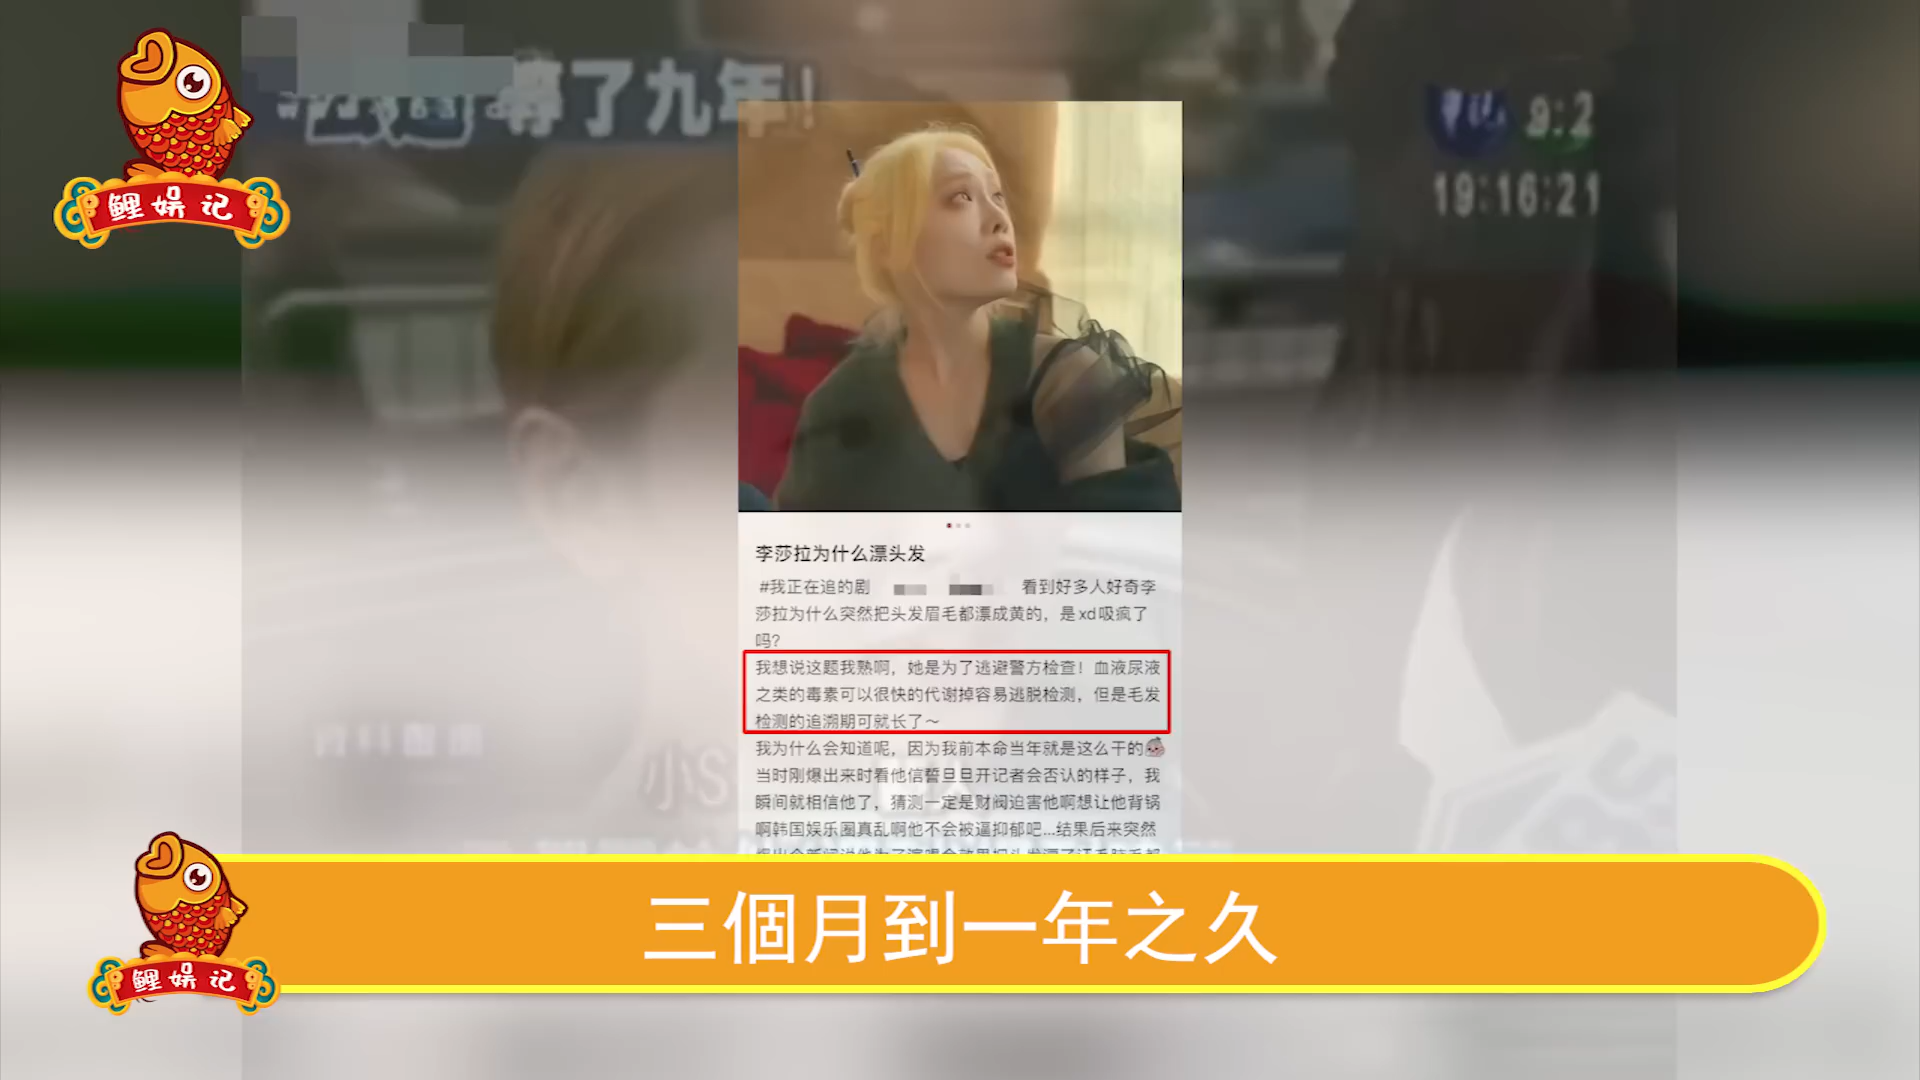 等了九年！
9:2
19:16:21
鲤娱记
李莎拉为什么漂头发
#我正在追的剧 看到好多人好奇李
莎拉为什么突然把头发眉毛都漂成黄的，是xd吸疯了
吗？
我想说这题我熟啊，她是为了逃避警方检查！血液尿液
之类的毒素可以很快的代谢掉容易逃脱检测，但是毛发
检测的追溯期可就长了～
我为什么会知道呢，因为我前本命当年就是这么干的
当时刚爆出来时看他信誓旦旦开记者会否认的样子，我
瞬间就相信他了，猜测一定是财阀迫害他啊想让他背锅
啊韩国娱乐圈真乱啊他不会被逼抑郁吧...结果后来突然
小S
三個月到一年之久
鲤娱记